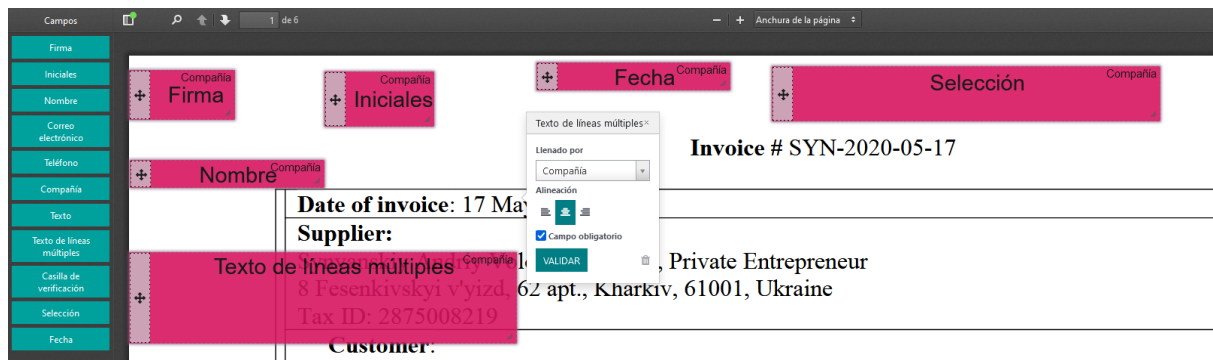 Campos
1 de 6
Anchura de la página
Firma
Iniciales
Nombre
Correo
electrónico
Teléfono
Compañía
Texto
Texto de líneas
múltiples
Casilla de
verificación
Selección
Fecha
Compañía
Firma
Compañía
Iniciales
Compañía
Fecha
Compañía
Selección
Compañía
Nombre
Invoice # SYN-2020-05-17
Date of invoice: 17 May
Supplier:
Compañía
Texto de líneas múltiples
, Private Entrepreneur
8 Fesenkivskyi v'yizd, 62 apt., Kharkiv, 61001, Ukraine
Tax ID: 2875008219
Customer:
Texto de líneas múltiples×
Llenado por
Compañía
Alineación
Campo obligatorio
VALIDAR